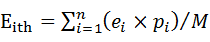 E_ith = ∑_{i=1}^{n}(e_i × p_i)/M